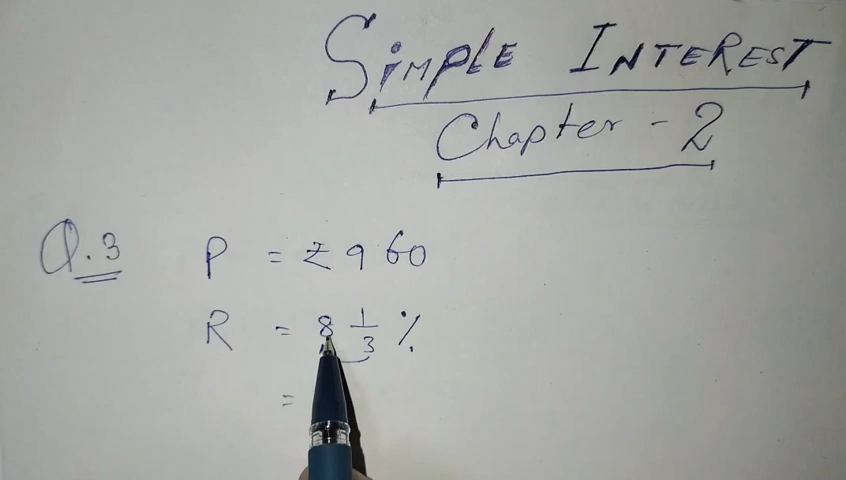 SIMPLE INTEREST
Chapter - 2
Q.3 P = ₹960
R = 8 1/3 %
=